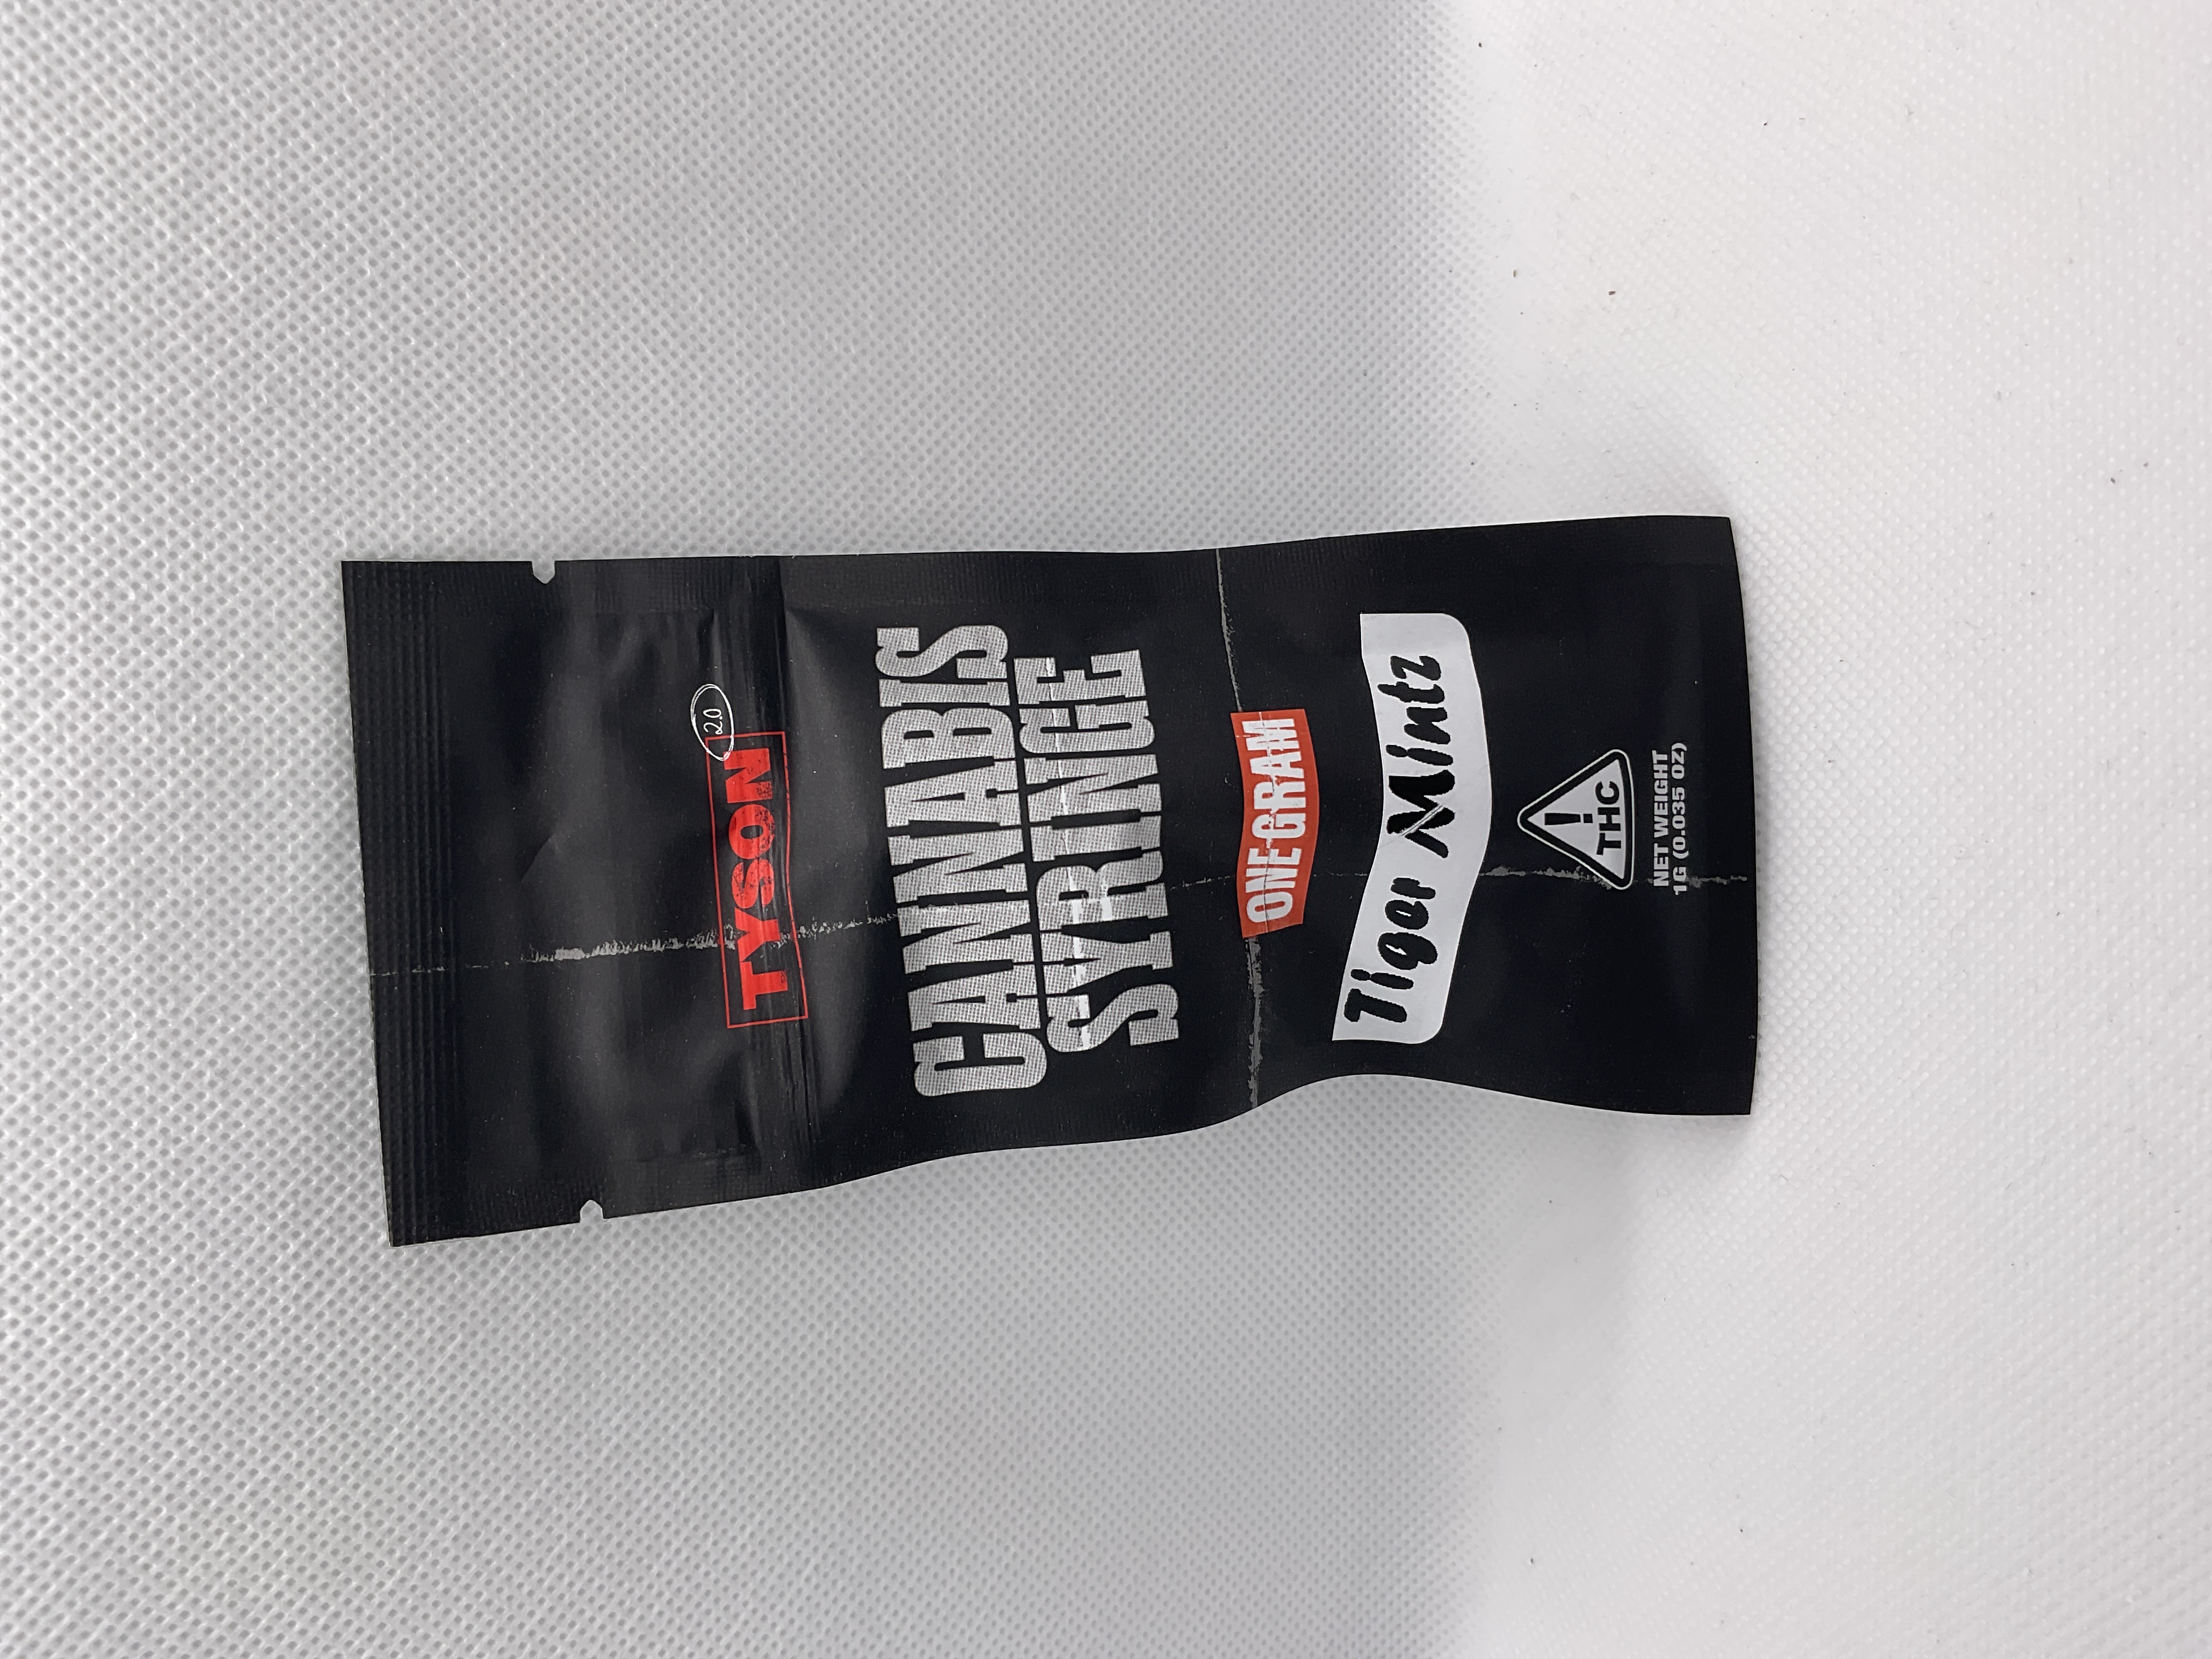 TYSON 2.0
CANNABIS
SYRINGE
ONE GRAM
Tiger Mintz
!
THC
NET WEIGHT
1G (0.035 OZ)